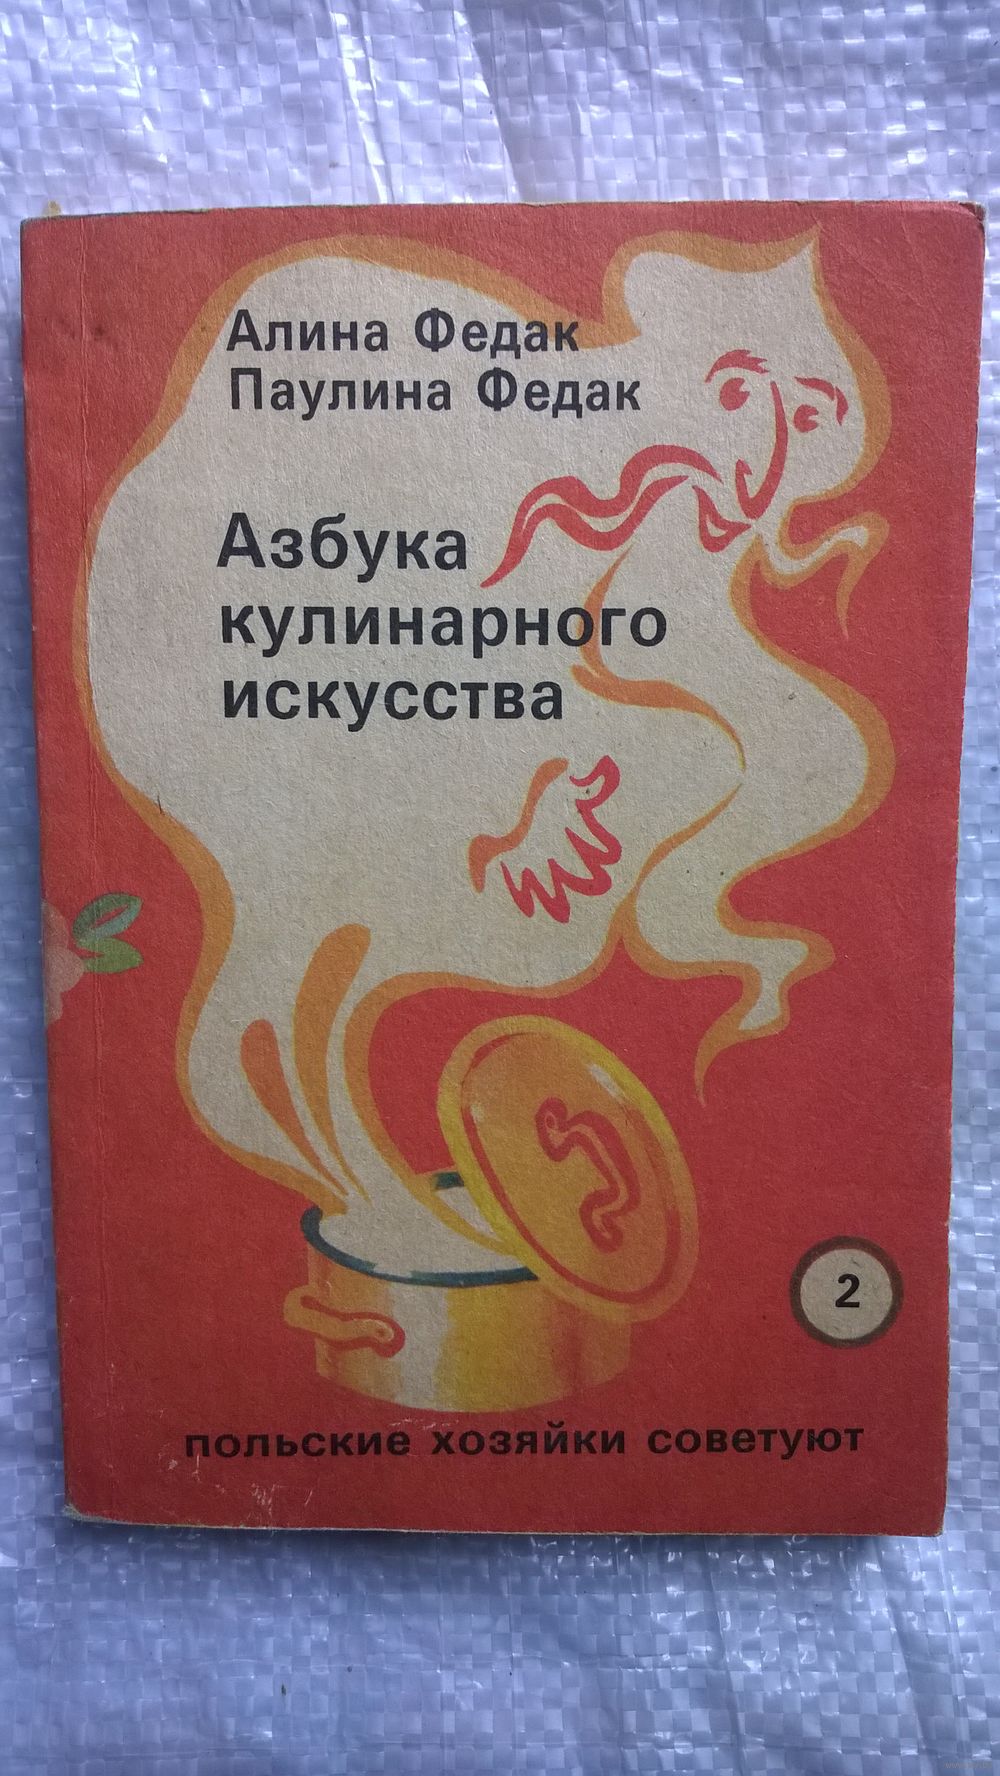 Алина Федак
Паулина Федак
Азбука
кулинарного
искусства
2
польские хозяйки советуют